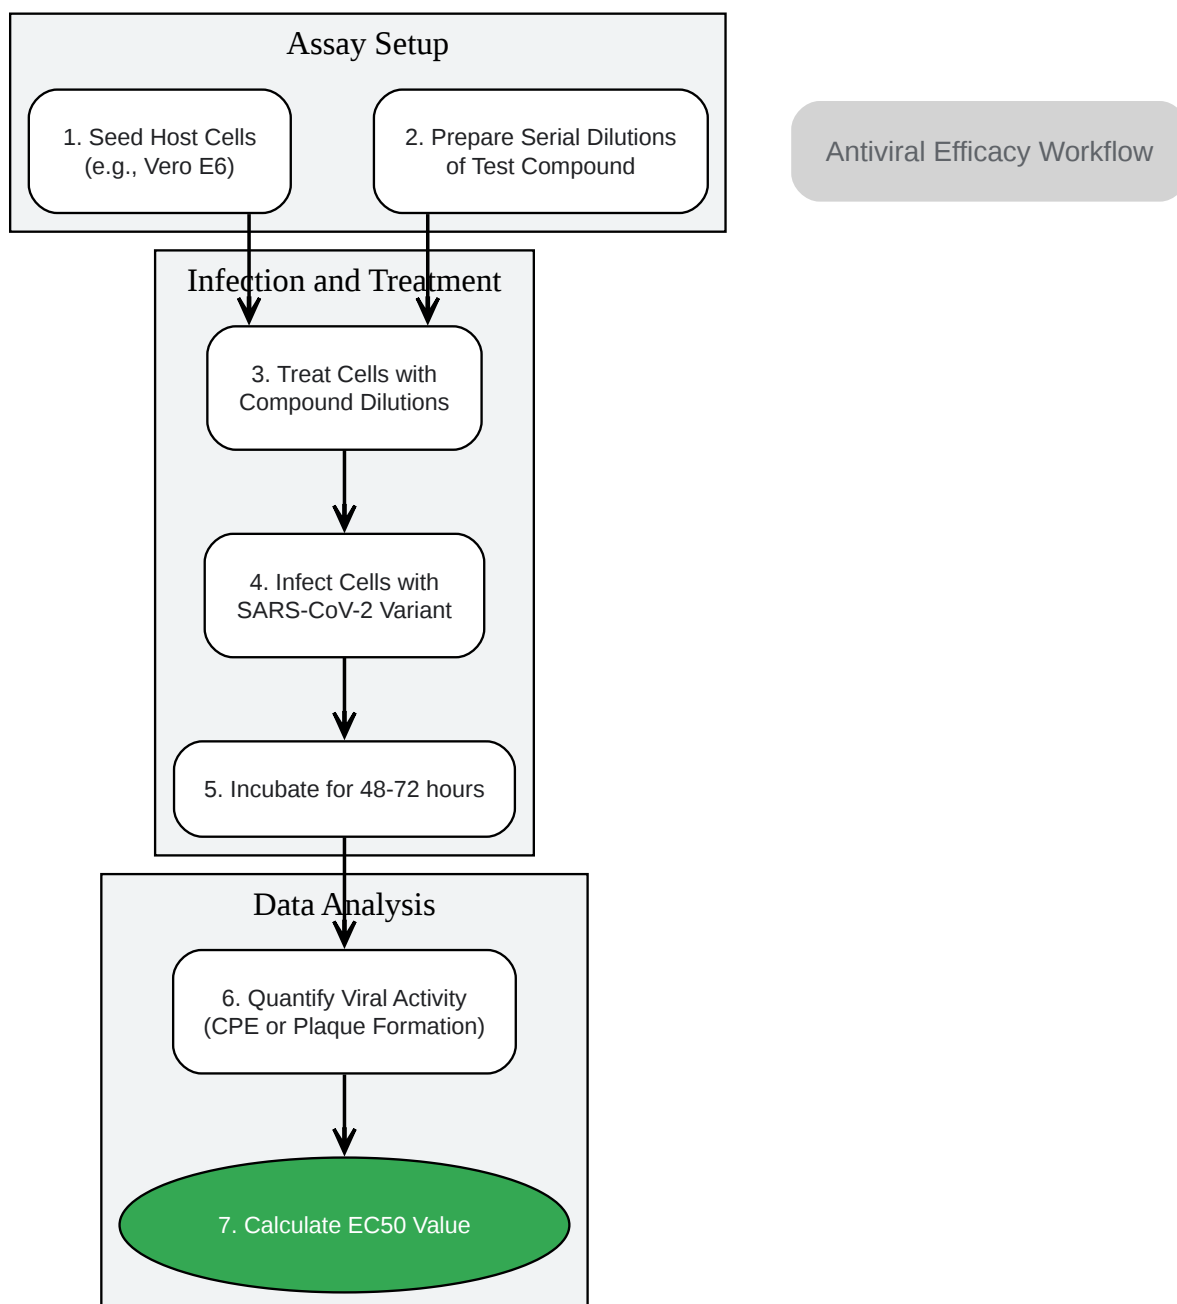 Assay Setup
1. Seed Host Cells
(e.g., Vero E6)
2. Prepare Serial Dilutions
of Test Compound
Antiviral Efficacy Workflow
Infection and Treatment
3. Treat Cells with
Compound Dilutions
4. Infect Cells with
SARS-CoV-2 Variant
5. Incubate for 48-72 hours
Data Analysis
6. Quantify Viral Activity
(CPE or Plaque Formation)
7. Calculate EC50 Value